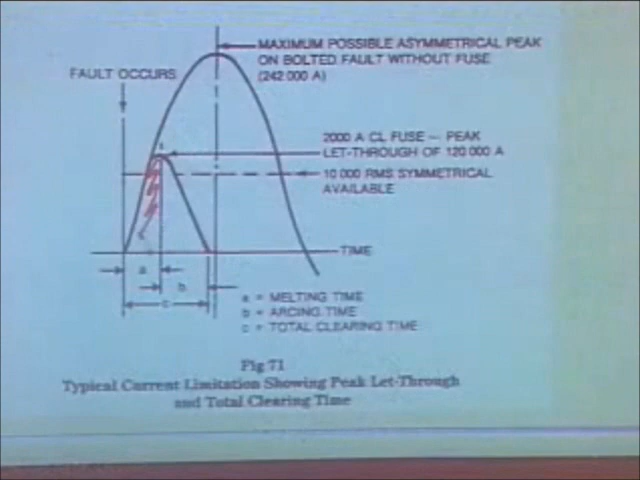 MAXIMUM POSSIBLE ASYMMETRICAL PEAK
ON BOLTED FAULT WITHOUT FUSE
(242 000 A)
FAULT OCCURS
2000 A CL FUSE — PEAK
LET-THROUGH OF 120 000 A
10 000 RMS SYMMETRICAL
AVAILABLE
TIME
a
b
c
a = MELTING TIME
b = ARCING TIME
c = TOTAL CLEARING TIME
Fig 71
Typical Current Limitation Showing Peak Let-Through
and Total Clearing Time